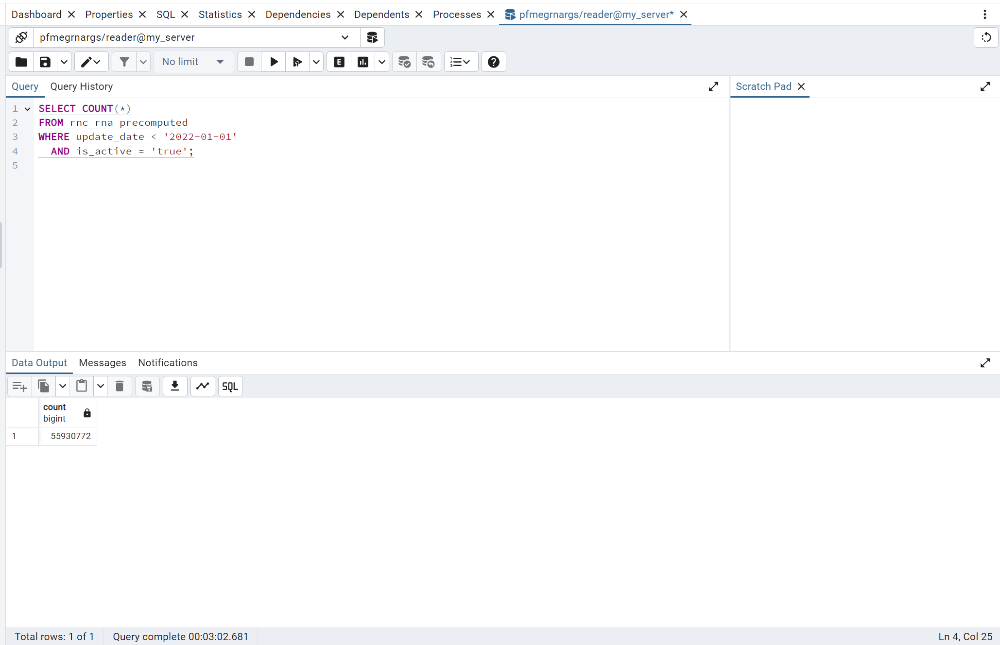 Dashboard Properties SQL Statistics Dependencies Dependents Processes pfmegrnargs/reader@my_server*
pfmegrnargs/reader@my_server
No limit
Query Query History
Scratch Pad
1 SELECT COUNT(*)
2 FROM rnc_rna_precomputed
3 WHERE update_date < '2022-01-01'
4 AND is_active = 'true';
5
Data Output Messages Notifications
SQL
count
bigint
1 55930772
Total rows: 1 of 1 Query complete 00:03:02.681 Ln 4, Col 25